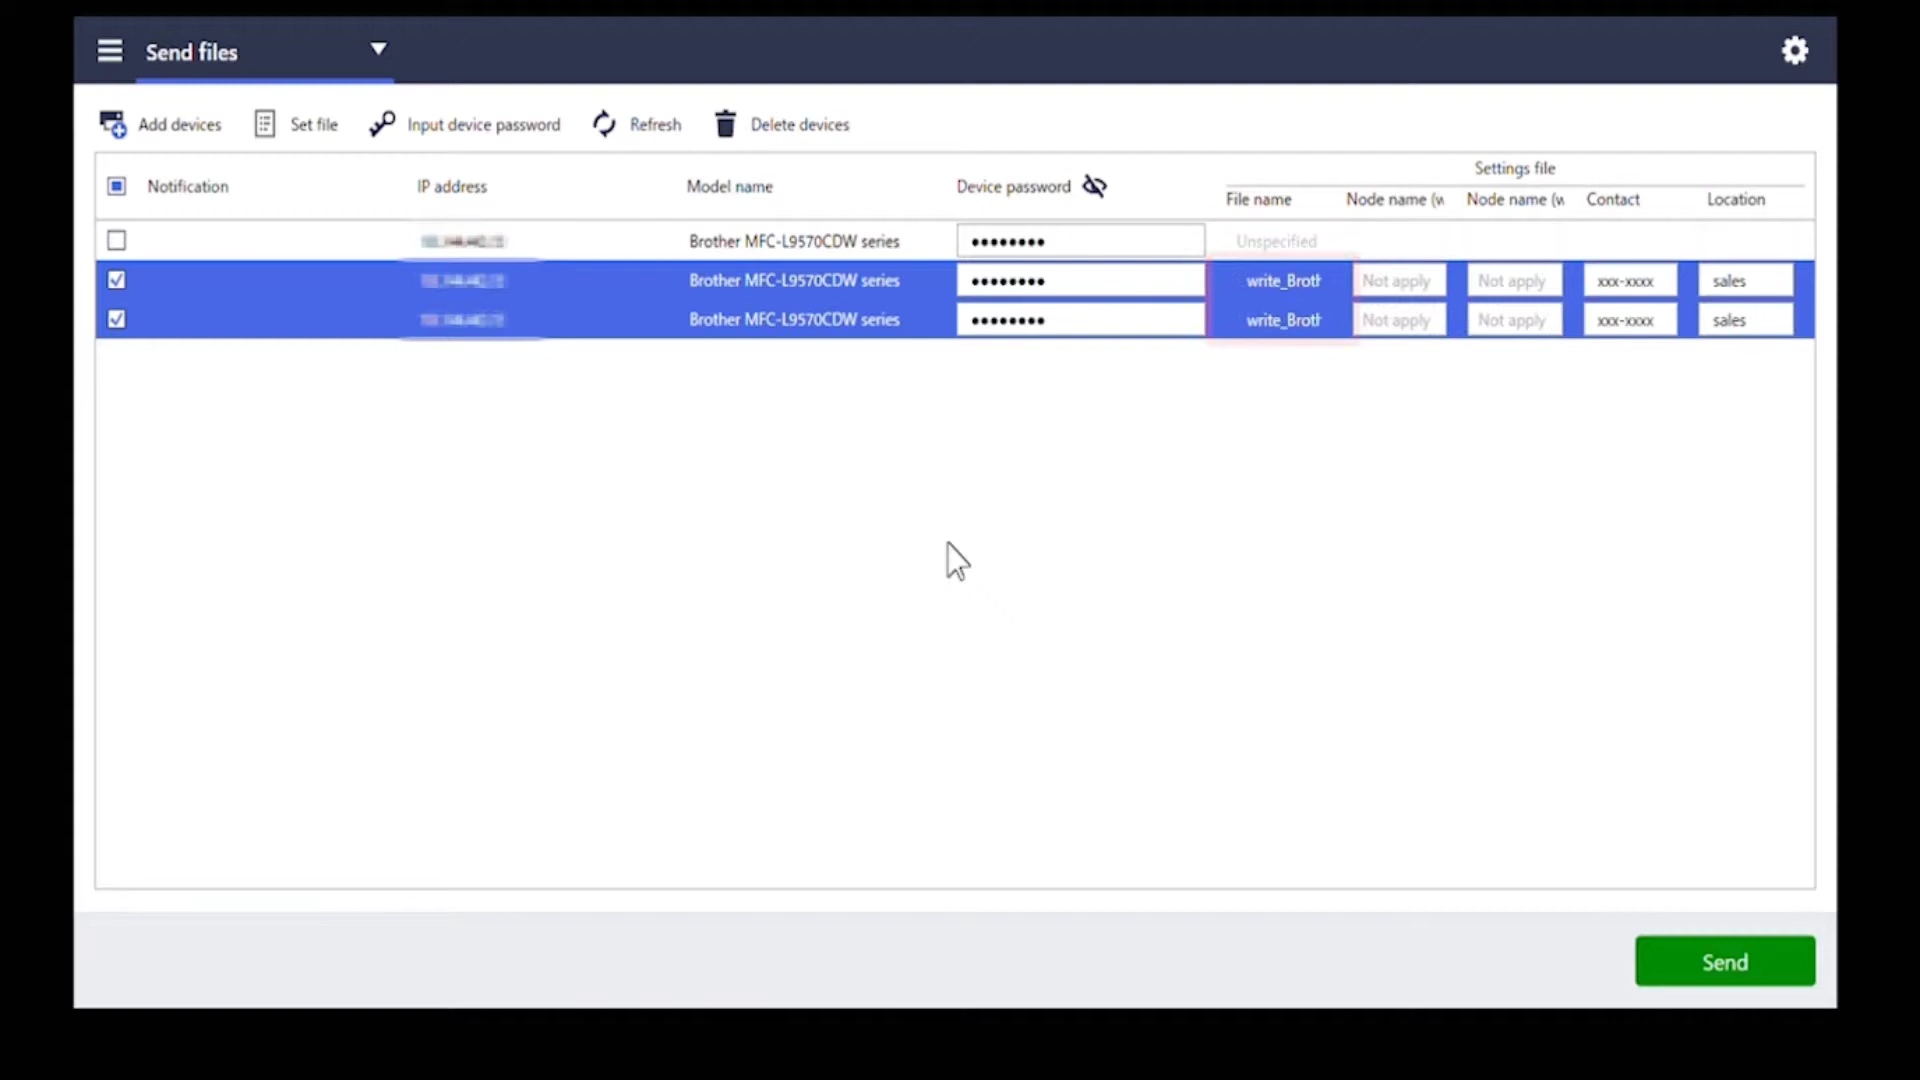 Send files
Add devices Set file Input device password Refresh Delete devices
Settings file
Notification IP address Model name Device password File name Node name (w Node name (w Contact Location
Brother MFC-L9570CDW series •••••••• Unspecified
Brother MFC-L9570CDW series •••••••• write_Broth Not apply Not apply xxx-xxxx sales
Brother MFC-L9570CDW series •••••••• write_Broth Not apply Not apply xxx-xxxx sales
Send